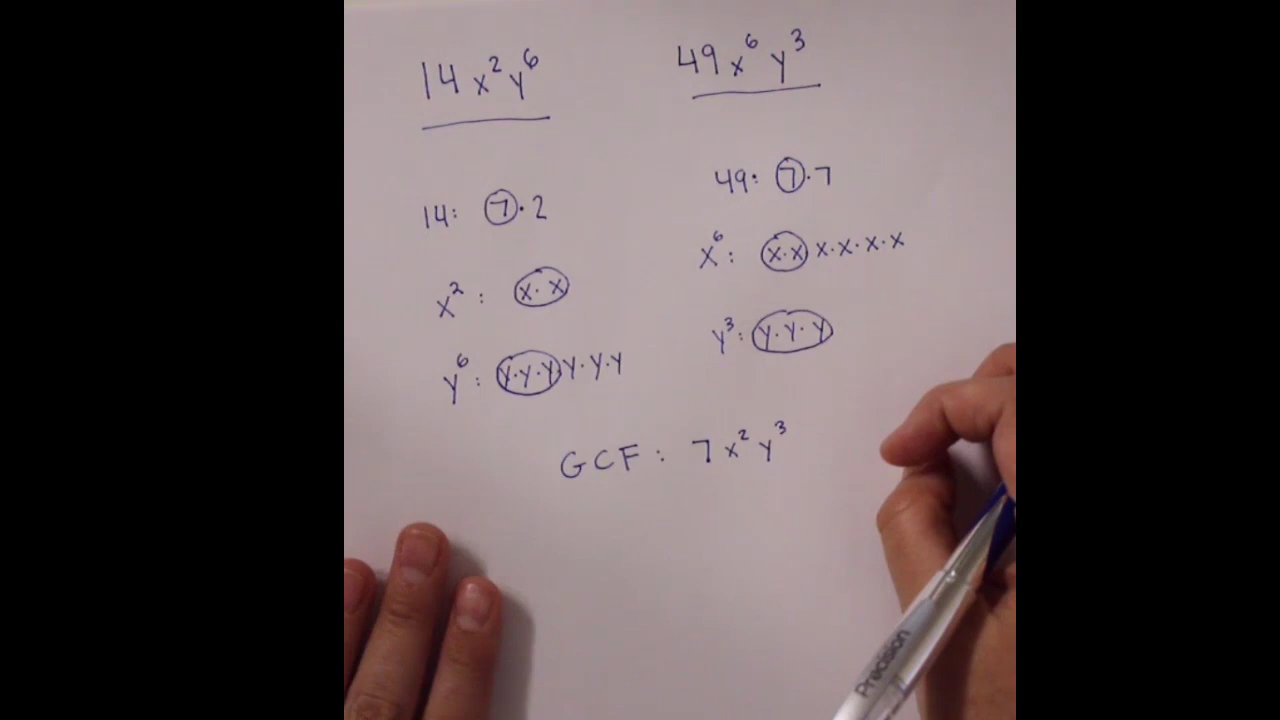 14x²y⁶ 49x⁶y³
14: 7·2
49: 7·7
x²: x·x
x⁶: x·x x·x·x·x
y⁶: y·y·y·y·y·y
y³: y·y·y
GCF: 7x²y³
Precision